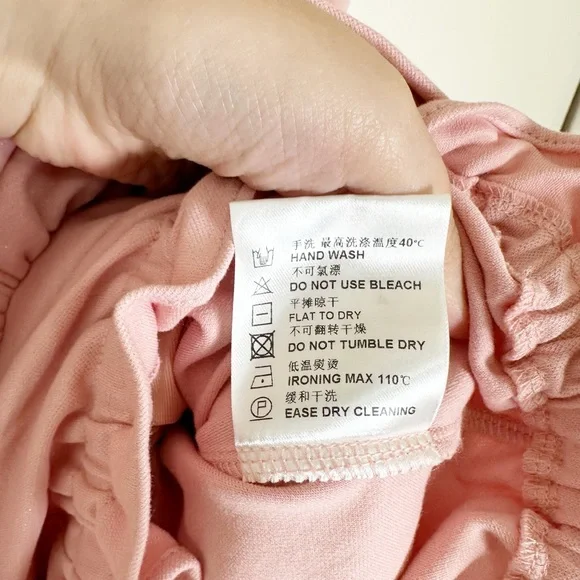 手洗 最高洗涤温度40℃
HAND WASH
不可氯漂
DO NOT USE BLEACH
平摊晾干
FLAT TO DRY
不可翻转干燥
DO NOT TUMBLE DRY
低温熨烫
IRONING MAX 110℃
缓和干洗
P
EASE DRY CLEANING